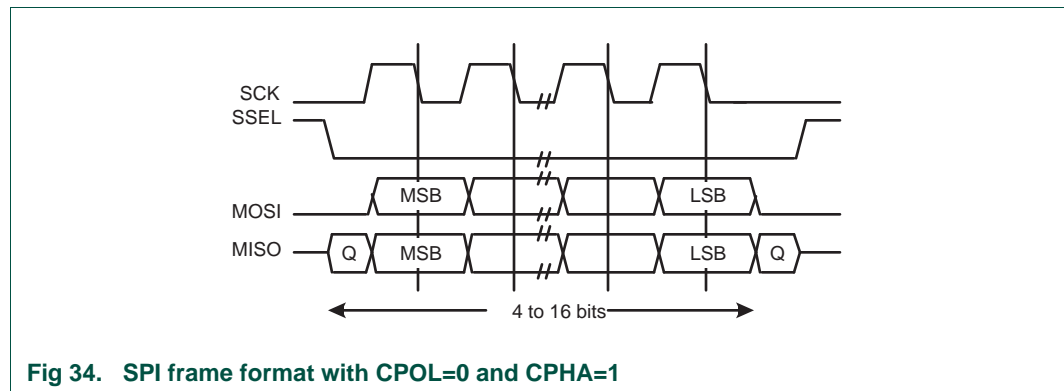 SCK
SSEL
MOSI MSB LSB
MISO Q MSB LSB Q
4 to 16 bits
Fig 34. SPI frame format with CPOL=0 and CPHA=1